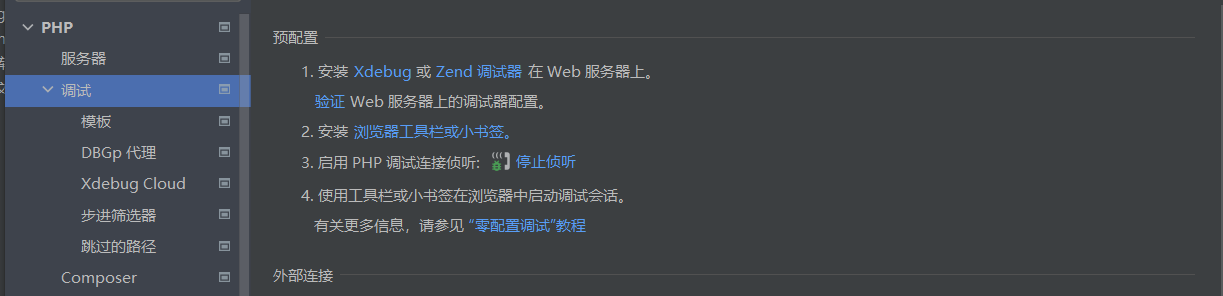 PHP
服务器
调试
模板
DBGp 代理
Xdebug Cloud
步进筛选器
跳过的路径
Composer
预配置
1. 安装 Xdebug 或 Zend 调试器 在 Web 服务器上。
验证 Web 服务器上的调试器配置。
2. 安装 浏览器工具栏或小书签。
3. 启用 PHP 调试连接侦听: 停止侦听
4. 使用工具栏或小书签在浏览器中启动调试会话。
有关更多信息，请参见 “零配置调试”教程
外部连接